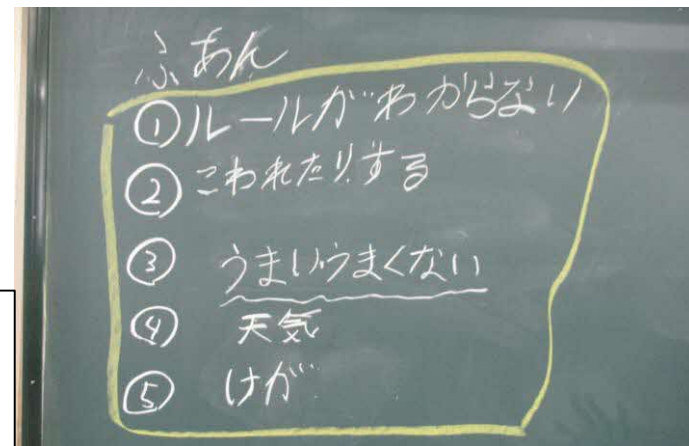 ふあん
①ルールがわからない
②こわれたりする
③うまいうまくない
④天気
⑤けが